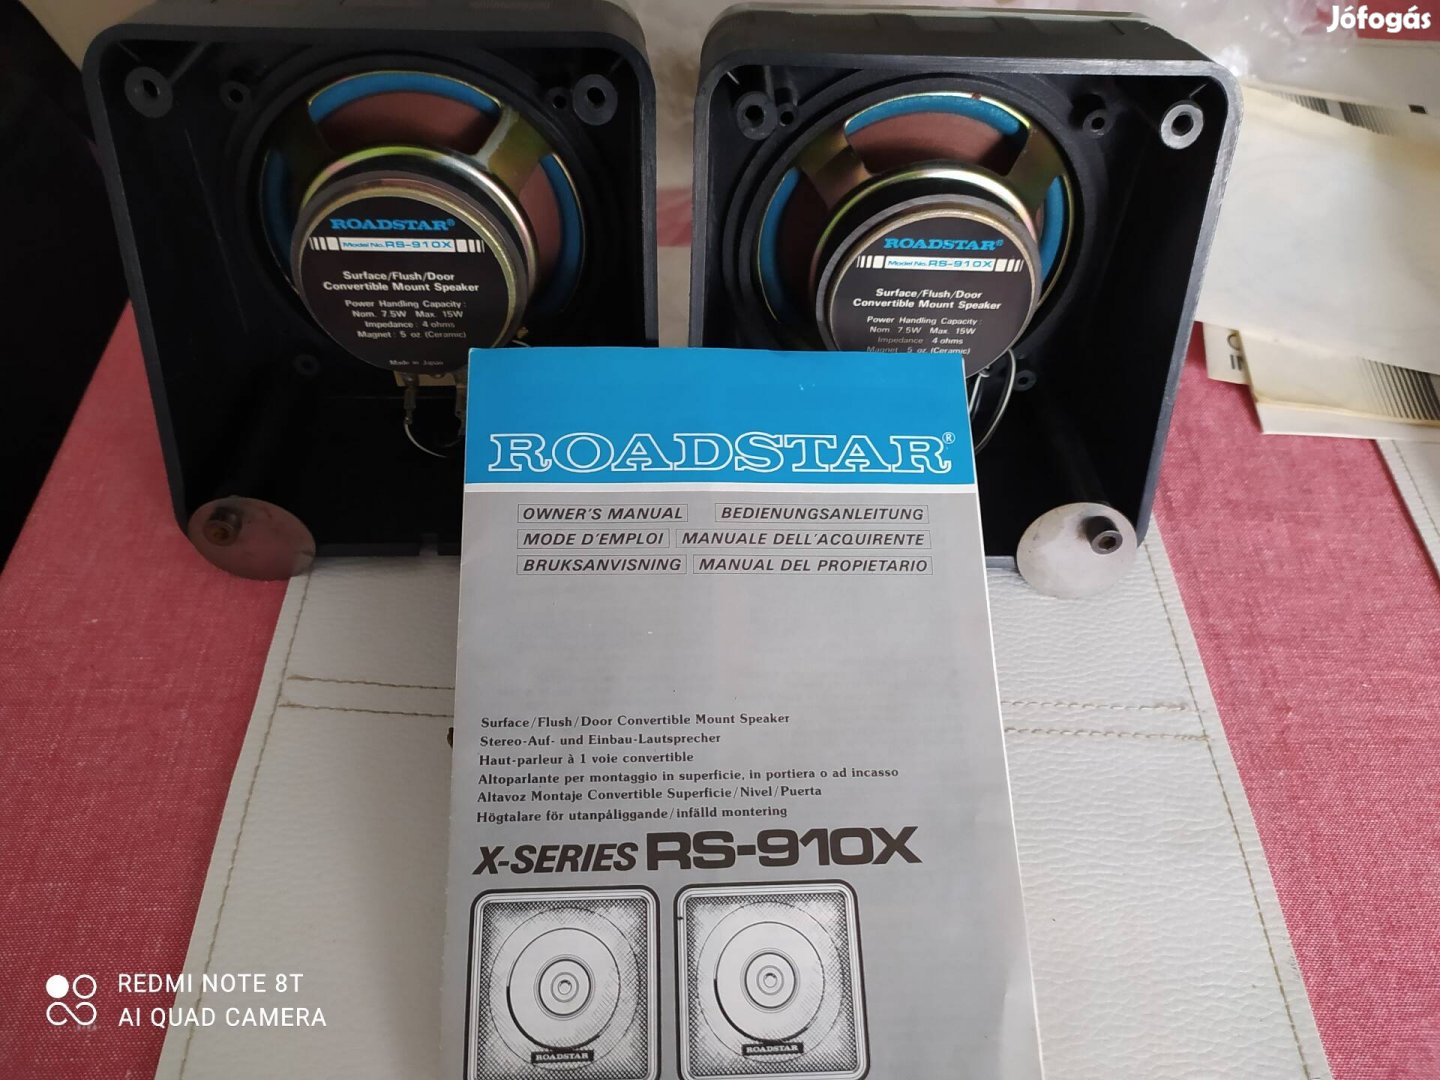 Jófogás
ROADSTAR®
Model No. RS-910X
Surface/Flush/Door
Convertible Mount Speaker
Power Handling Capacity:
Nom. 7.5W Max. 15W
Impedance : 4 ohms
Magnet : 5 oz. (Ceramic)
Made in Japan
ROADSTAR®
Model No. RS-910X
Surface/Flush/Door
Convertible Mount Speaker
Power Handling Capacity:
Nom. 7.5W Max. 15W
Impedance 4 ohms
Magnet 5 oz. (Ceramic)
ROADSTAR®
OWNER'S MANUAL BEDIENUNGSANLEITUNG
MODE D'EMPLOI MANUALE DELL'ACQUIRENTE
BRUKSANVISNING MANUAL DEL PROPIETARIO
Surface/Flush/Door Convertible Mount Speaker
Stereo-Auf- und Einbau-Lautsprecher
Haut-parleur à 1 voie convertible
Altoparlante per montaggio in superficie, in portiera o ad incasso
Altavoz Montaje Convertible Superficie/Nivel/Puerta
Högtalare för utanpåliggande/infälld montering
X-SERIES RS-910X
ROADSTAR
ROADSTAR
REDMI NOTE 8T
AI QUAD CAMERA